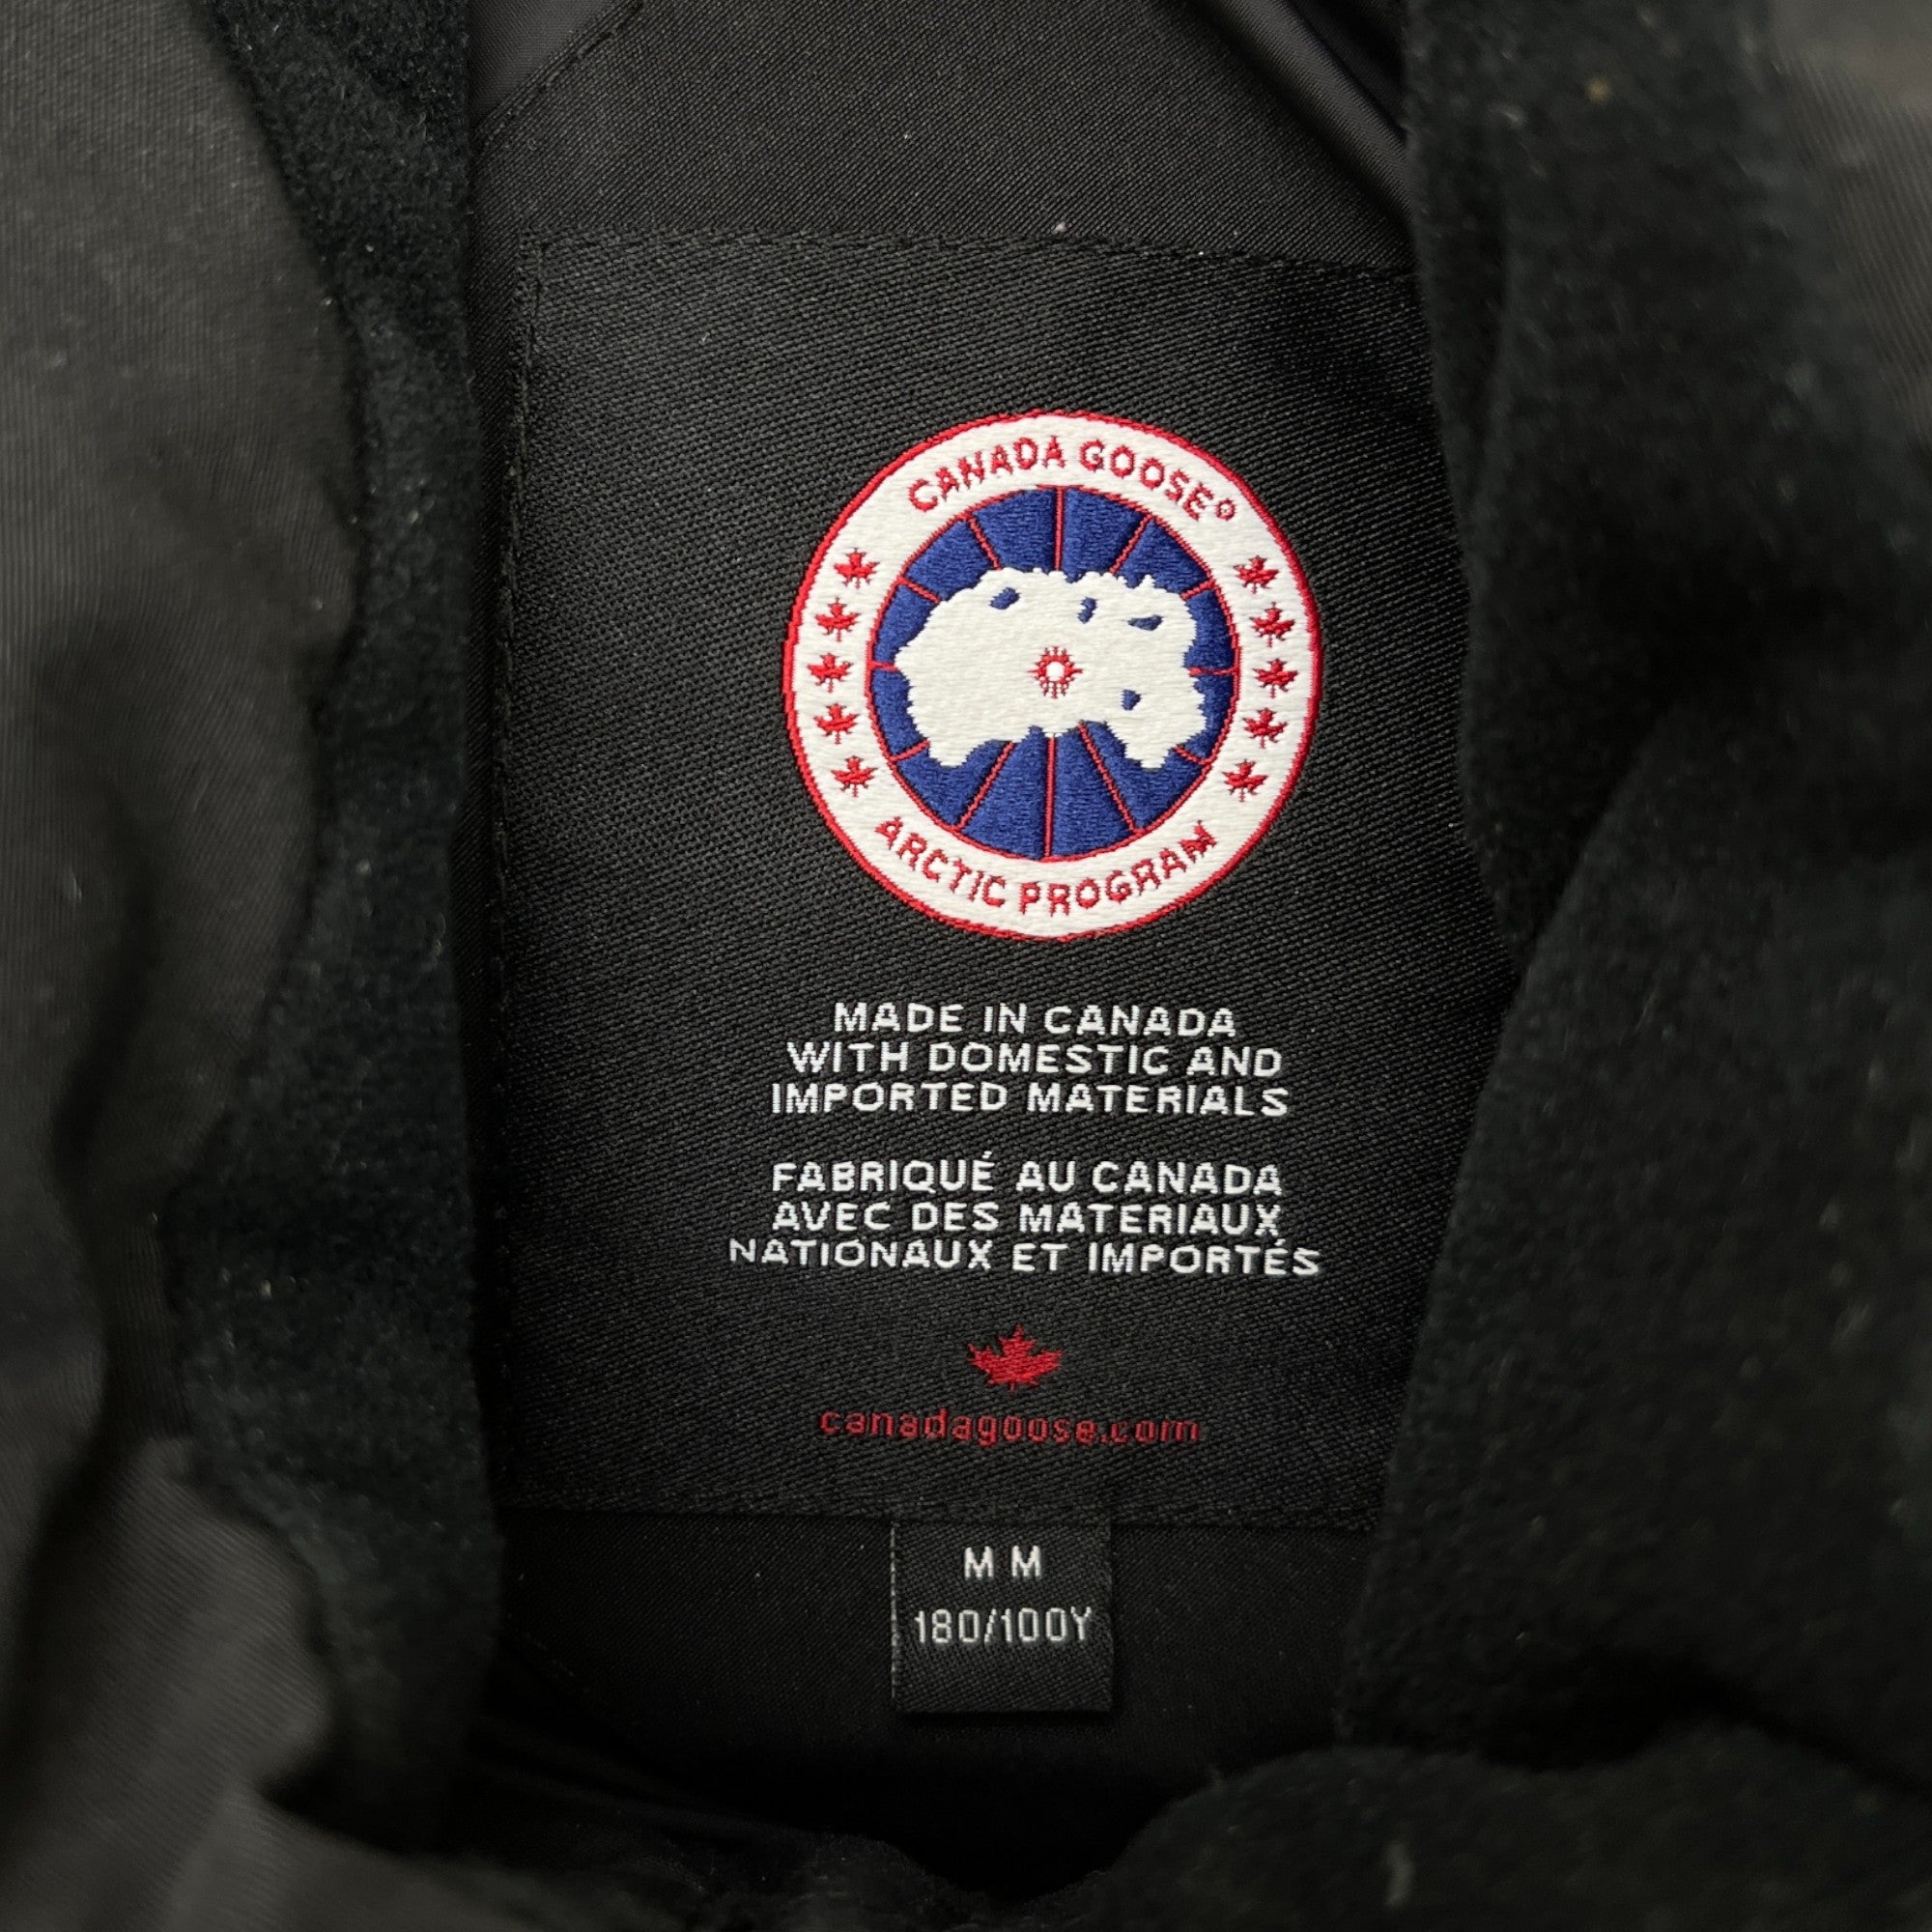 CANADA GOOSE®
ARCTIC PROGRAM
MADE IN CANADA
WITH DOMESTIC AND
IMPORTED MATERIALS
FABRIQUÉ AU CANADA
AVEC DES MATERIAUX
NATIONAUX ET IMPORTÉS
canadagoose.com
M M
180/100Y